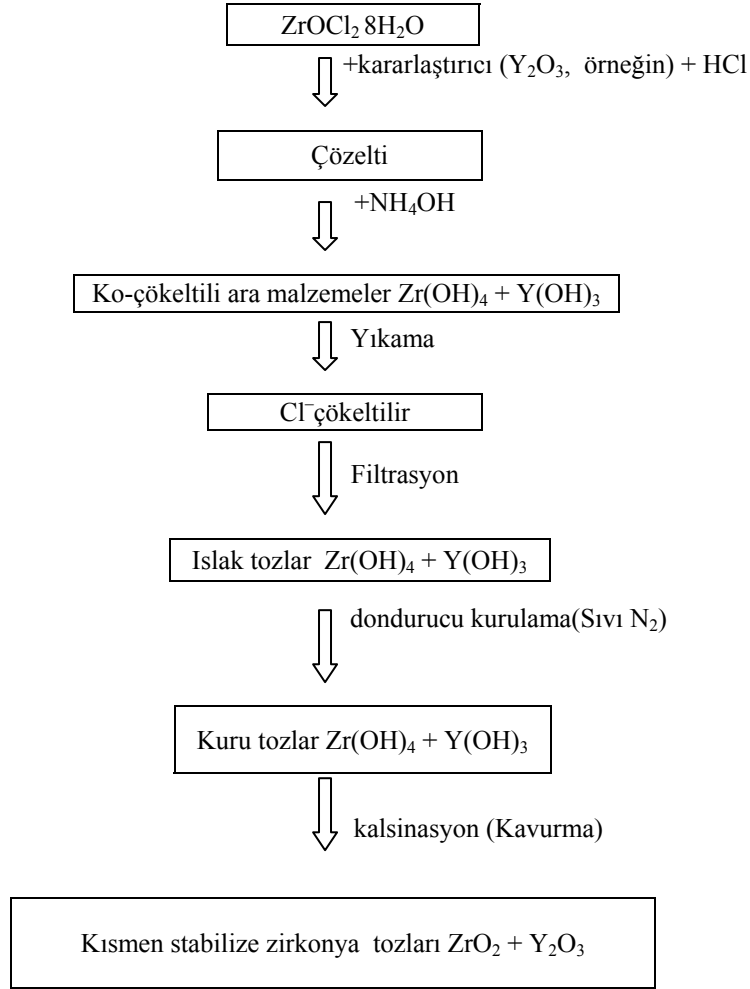 ZrOCl₂ 8H₂O
+kararlaştırıcı (Y₂O₃, örneğin) + HCl
Çözelti
+NH₄OH
Ko-çökeltili ara malzemeler Zr(OH)₄ + Y(OH)₃
Yıkama
Cl⁻çökeltilir
Filtrasyon
Islak tozlar Zr(OH)₄ + Y(OH)₃
dondurucu kurulama(Sıvı N₂)
Kuru tozlar Zr(OH)₄ + Y(OH)₃
kalsinasyon (Kavurma)
Kısmen stabilize zirkonya tozları ZrO₂ + Y₂O₃